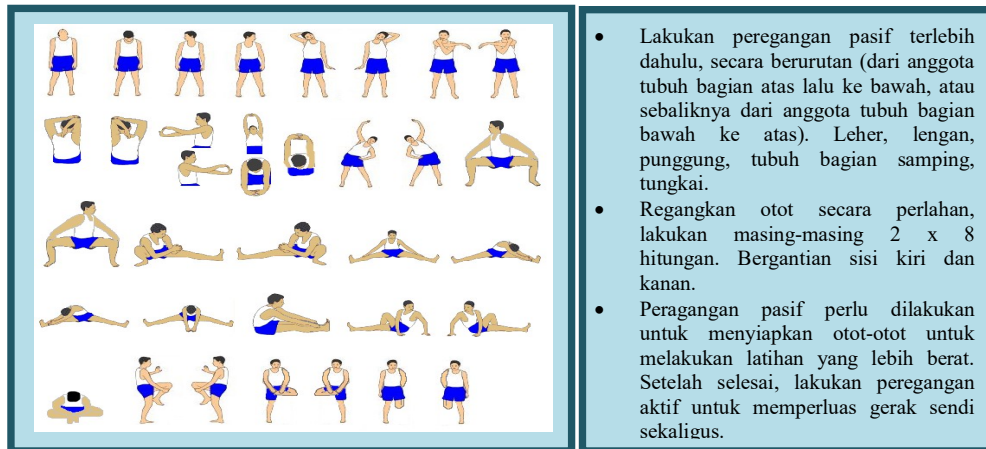 • Lakukan peregangan pasif terlebih
dahulu, secara berurutan (dari anggota
tubuh bagian atas lalu ke bawah, atau
sebaliknya dari anggota tubuh bagian
bawah ke atas). Leher, lengan,
punggung, tubuh bagian samping,
tungkai.
• Regangkan otot secara perlahan,
lakukan masing-masing 2 x 8
hitungan. Bergantian sisi kiri dan
kanan.
• Peragangan pasif perlu dilakukan
untuk menyiapkan otot-otot untuk
melakukan latihan yang lebih berat.
Setelah selesai, lakukan peregangan
aktif untuk memperluas gerak sendi
sekaligus.